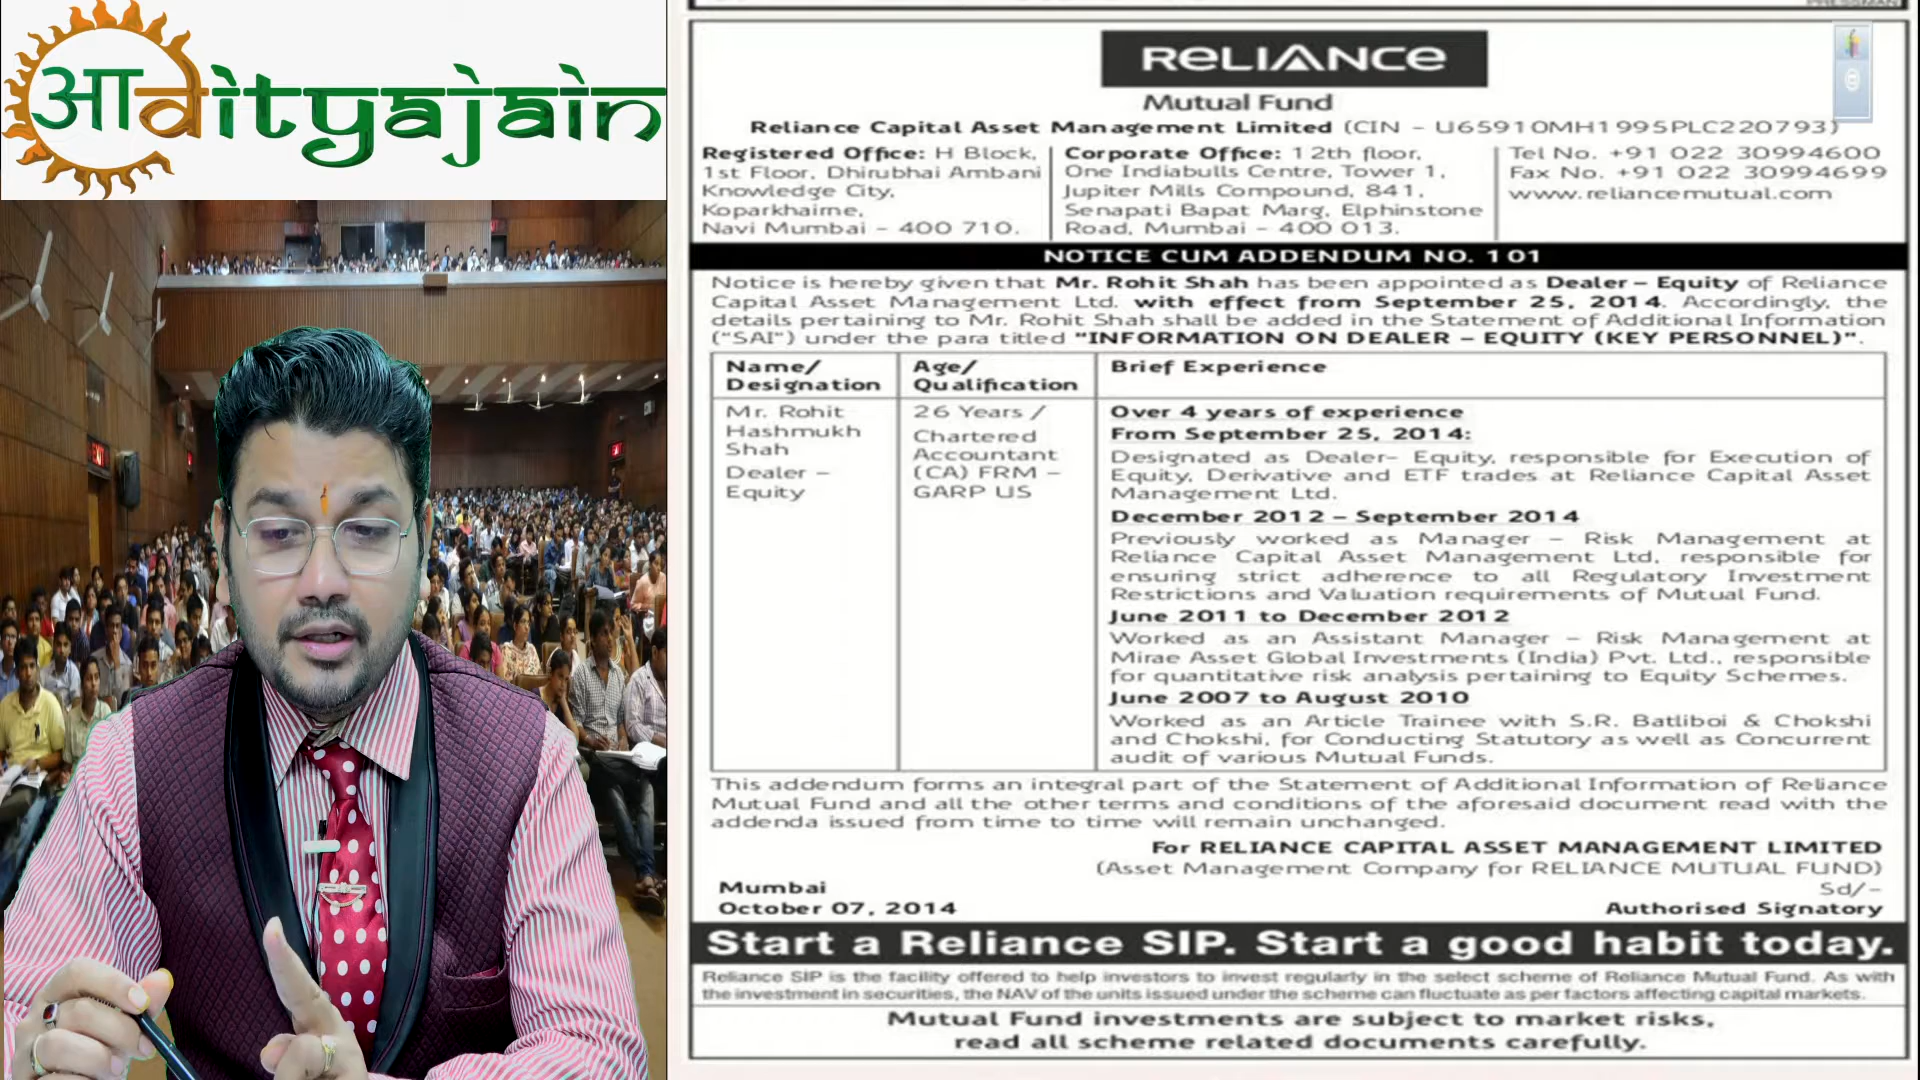 आdityajain
PRESSMAN
RELIANCE
Mutual Fund
Reliance Capital Asset Management Limited (CIN - U65910MH1995PLC220793)
Registered Office: H Block,
1st Floor, Dhirubhai Ambani
Knowledge City,
Koparkhairne,
Navi Mumbai - 400 710.
Corporate Office: 12th floor,
One Indiabulls Centre, Tower 1,
Jupiter Mills Compound, 841,
Senapati Bapat Marg, Elphinstone
Road, Mumbai - 400 013.
Tel No. +91 022 30994600
Fax No. +91 022 30994699
www.reliancemutual.com
NOTICE CUM ADDENDUM NO. 101
Notice is hereby given that Mr. Rohit Shah has been appointed as Dealer - Equity of Reliance
Capital Asset Management Ltd. with effect from September 25, 2014. Accordingly, the
details pertaining to Mr. Rohit Shah shall be added in the Statement of Additional Information
("SAI") under the para titled "INFORMATION ON DEALER - EQUITY (KEY PERSONNEL)".
Name/
Designation
Age/
Qualification
Brief Experience
Mr. Rohit
Hashmukh
Shah
Dealer -
Equity
26 Years /
Chartered
Accountant
(CA) FRM -
GARP US
Over 4 years of experience
From September 25, 2014:
Designated as Dealer- Equity, responsible for Execution of
Equity, Derivative and ETF trades at Reliance Capital Asset
Management Ltd.
December 2012 - September 2014
Previously worked as Manager - Risk Management at
Reliance Capital Asset Management Ltd, responsible for
ensuring strict adherence to all Regulatory Investment
Restrictions and Valuation requirements of Mutual Fund.
June 2011 to December 2012
Worked as an Assistant Manager - Risk Management at
Mirae Asset Global Investments (India) Pvt. Ltd., responsible
for quantitative risk analysis pertaining to Equity Schemes.
June 2007 to August 2010
Worked as an Article Trainee with S.R. Batliboi & Chokshi
and Chokshi, for Conducting Statutory as well as Concurrent
audit of various Mutual Funds.
This addendum forms an integral part of the Statement of Additional Information of Reliance
Mutual Fund and all the other terms and conditions of the aforesaid document read with the
addenda issued from time to time will remain unchanged.
For RELIANCE CAPITAL ASSET MANAGEMENT LIMITED
(Asset Management Company for RELIANCE MUTUAL FUND)
Sd/-
Mumbai
October 07, 2014
Authorised Signatory
Start a Reliance SIP. Start a good habit today.
Reliance SIP is the facility offered to help investors to invest regularly in the select scheme of Reliance Mutual Fund. As with
the investment in securities, the NAV of the units issued under the scheme can fluctuate as per factors affecting capital markets.
Mutual Fund investments are subject to market risks,
read all scheme related documents carefully.